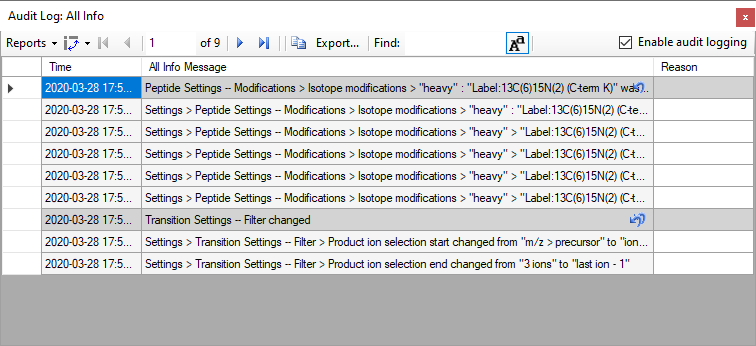 Audit Log: All Info
Reports 1 of 9 Export... Find: Aa Enable audit logging
Time All Info Message Reason
2020-03-28 17:5... Peptide Settings -- Modifications > Isotope modifications > "heavy" : "Label:13C(6)15N(2) (C-term K)" was...
2020-03-28 17:5... Settings > Peptide Settings -- Modifications > Isotope modifications > "heavy" : "Label:13C(6)15N(2) (C-te...
2020-03-28 17:5... Settings > Peptide Settings -- Modifications > Isotope modifications > "heavy" > "Label:13C(6)15N(2) (C-t...
2020-03-28 17:5... Settings > Peptide Settings -- Modifications > Isotope modifications > "heavy" > "Label:13C(6)15N(2) (C-t...
2020-03-28 17:5... Settings > Peptide Settings -- Modifications > Isotope modifications > "heavy" > "Label:13C(6)15N(2) (C-t...
2020-03-28 17:5... Settings > Peptide Settings -- Modifications > Isotope modifications > "heavy" > "Label:13C(6)15N(2) (C-t...
2020-03-28 17:5... Transition Settings -- Filter changed
2020-03-28 17:5... Settings > Transition Settings -- Filter > Product ion selection start changed from "m/z > precursor" to "ion...
2020-03-28 17:5... Settings > Transition Settings -- Filter > Product ion selection end changed from "3 ions" to "last ion - 1"